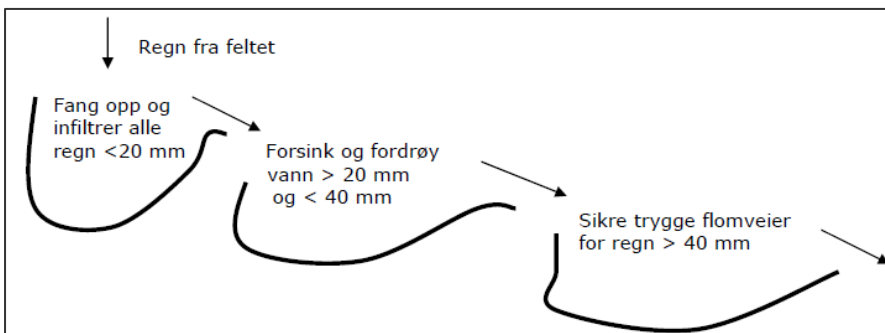 Regn fra feltet
Fang opp og
infiltrer alle
regn <20 mm
Forsink og fordrøy
vann > 20 mm
og < 40 mm
Sikre trygge flomveier
for regn > 40 mm